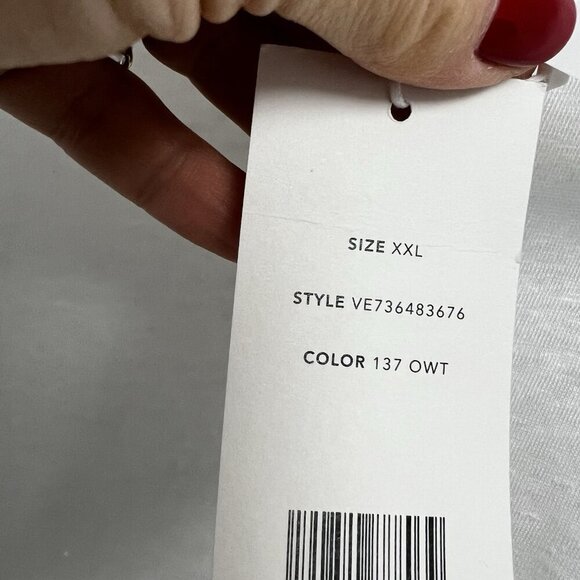 SIZE XXL
STYLE VE736483676
COLOR 137 OWT